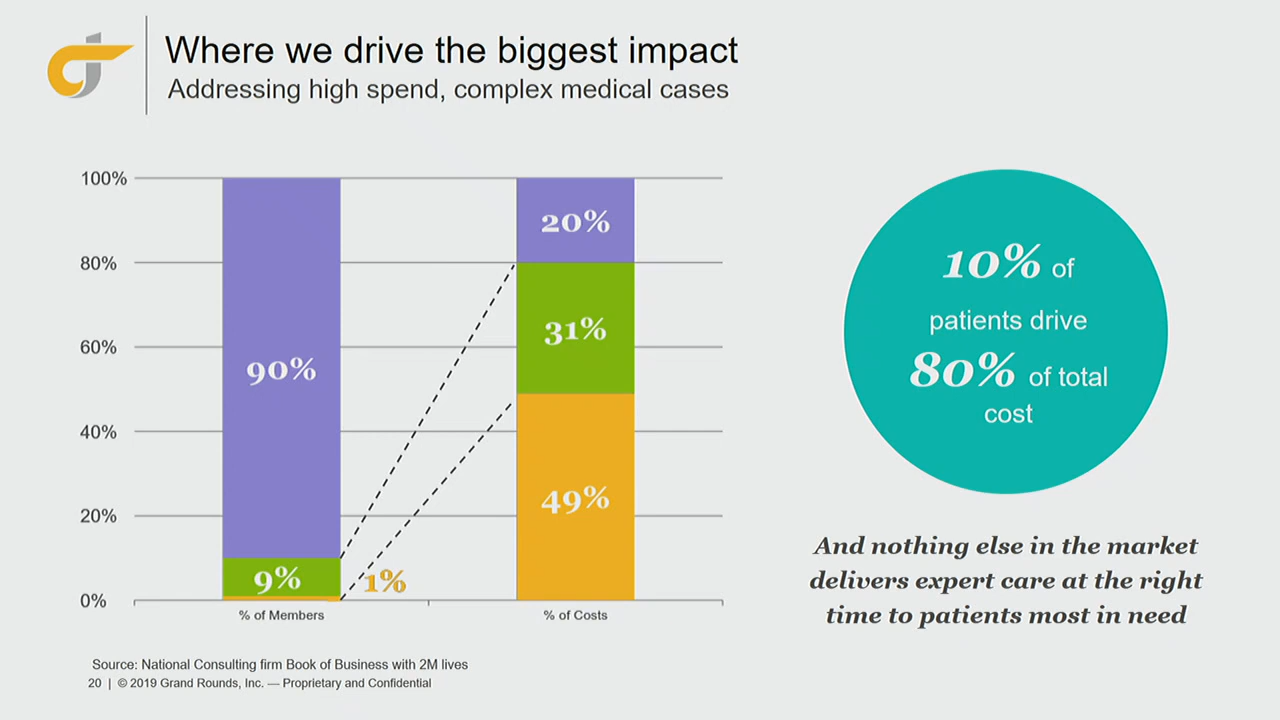 Where we drive the biggest impact
Addressing high spend, complex medical cases
100%
80%
60%
40%
20%
0%
90%
9%
1%
20%
31%
49%
% of Members
% of Costs
10% of
patients drive
80% of total
cost
And nothing else in the market
delivers expert care at the right
time to patients most in need
Source: National Consulting firm Book of Business with 2M lives
20 | © 2019 Grand Rounds, Inc. — Proprietary and Confidential